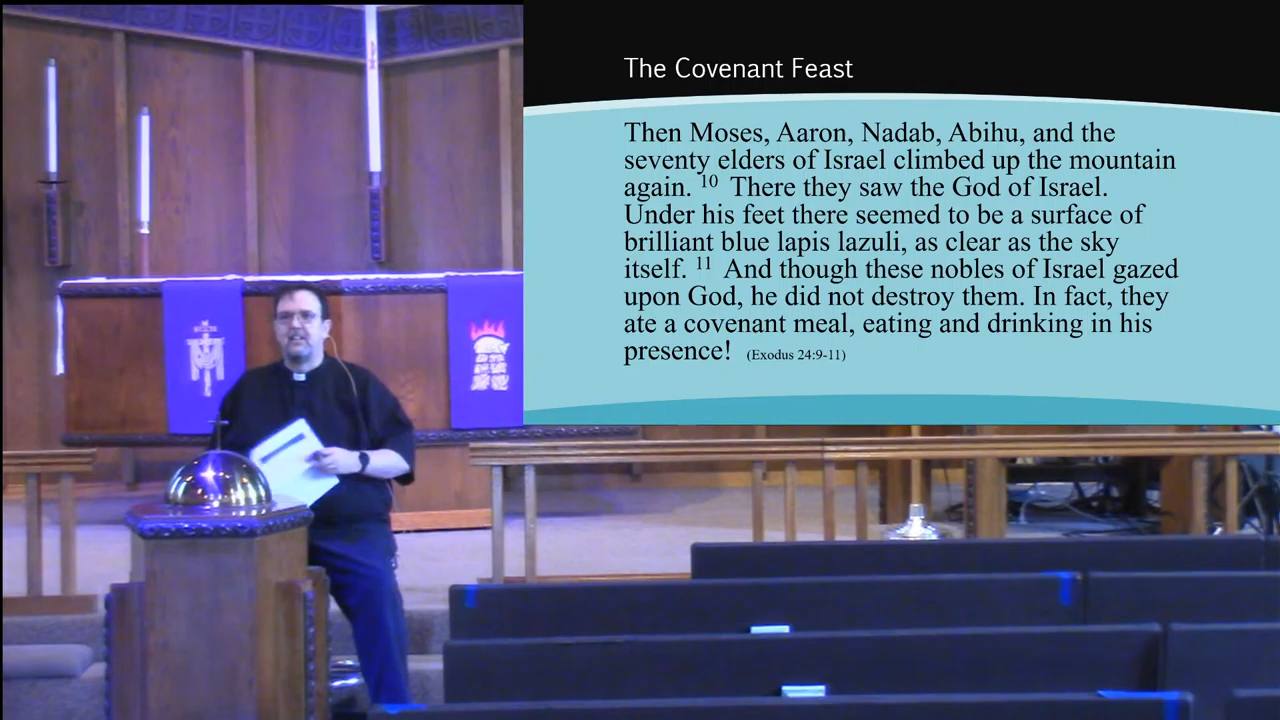 The Covenant Feast
Then Moses, Aaron, Nadab, Abihu, and the
seventy elders of Israel climbed up the mountain
again. 10 There they saw the God of Israel.
Under his feet there seemed to be a surface of
brilliant blue lapis lazuli, as clear as the sky
itself. 11 And though these nobles of Israel gazed
upon God, he did not destroy them. In fact, they
ate a covenant meal, eating and drinking in his
presence! (Exodus 24:9-11)